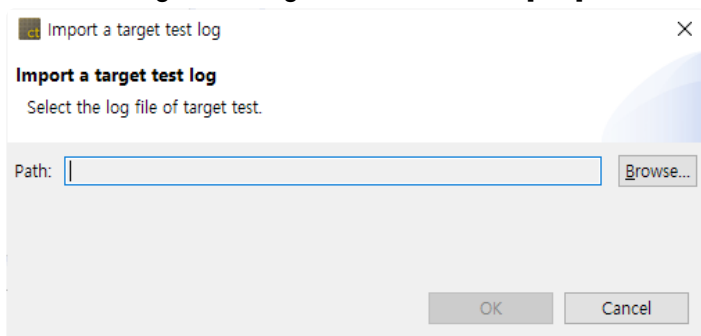 ct Import a target test log
Import a target test log
Select the log file of target test.
Path:
Browse...
OK
Cancel